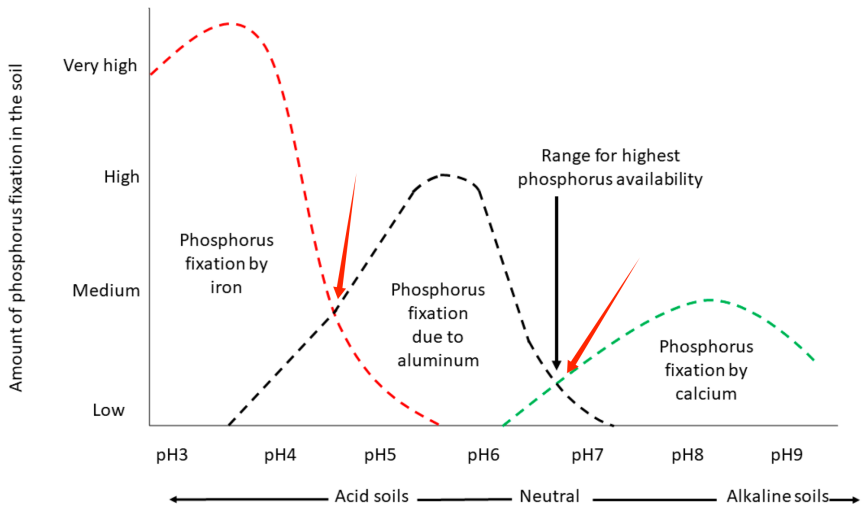 Amount of phosphorus fixation in the soil
Very high
High
Medium
Low
Range for highest
phosphorus availability
Phosphorus
fixation by
iron
Phosphorus
fixation
due to
aluminum
Phosphorus
fixation by
calcium
pH3 pH4 pH5 pH6 pH7 pH8 pH9
Acid soils Neutral Alkaline soils